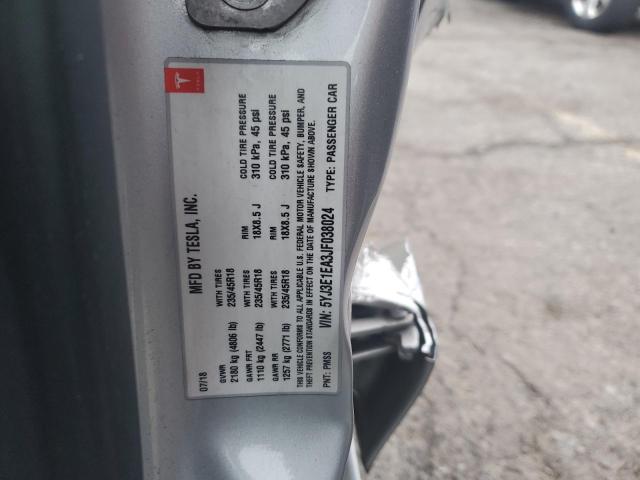 TESLA
MFD BY TESLA, INC.
07/18
GVWR WITH TIRES RIM COLD TIRE PRESSURE
2180 kg (4806 lb) 235/45R18 18X8.5 J 310 kPa, 45 psi
GAWR FRT WITH TIRES
1110 kg (2447 lb) 235/45R18
GAWR RR WITH TIRES RIM COLD TIRE PRESSURE
1257 kg (2771 lb) 235/45R18 18X8.5 J 310 kPa, 45 psi
THIS VEHICLE CONFORMS TO ALL APPLICABLE U.S. FEDERAL MOTOR VEHICLE SAFETY, BUMPER, AND
THEFT PREVENTION STANDARDS IN EFFECT ON THE DATE OF MANUFACTURE SHOWN ABOVE.
VIN: 5YJ3E1EA3JF038024 TYPE: PASSENGER CAR
PNT: PMSS